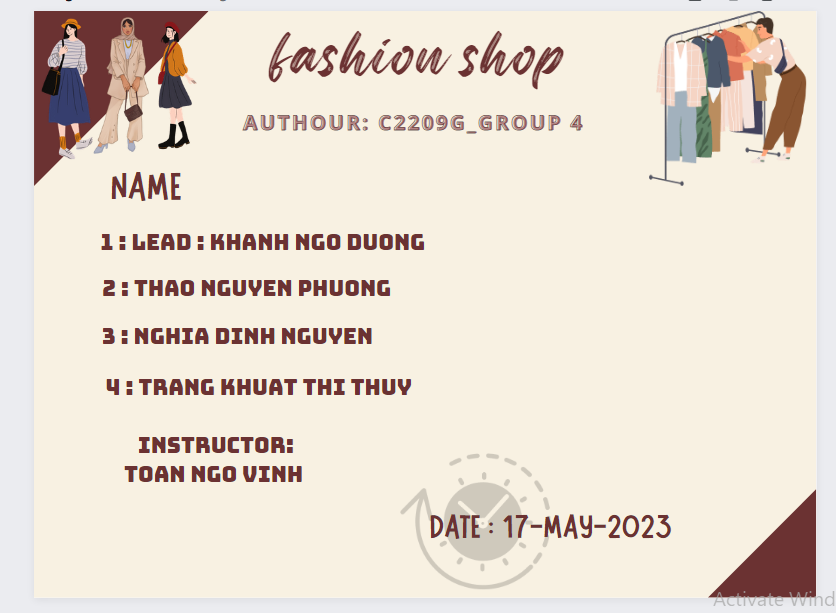 fashion shop
AUTHOUR: C2209G_GROUP 4
NAME
1 : LEAD : KHANH NGO DUONG
2 : THAO NGUYEN PHUONG
3 : NGHIA DINH NGUYEN
4 : TRANG KHUAT THI THUY
INSTRUCTOR:
TOAN NGO VINH
DATE : 17-MAY-2023
Activate Wind